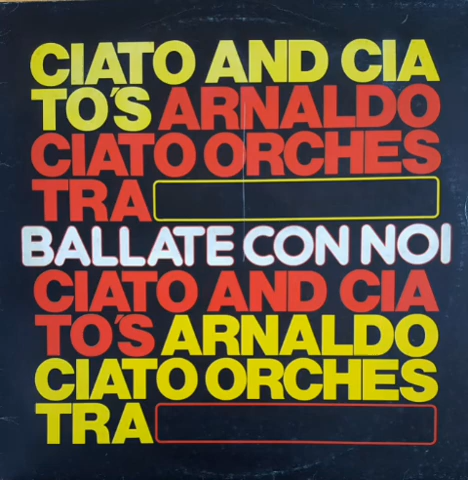 CIATO AND CIA
TO'S ARNALDO
CIATO ORCHES
TRA
BALLATE CON NOI
CIATO AND CIA
TO'S ARNALDO
CIATO ORCHES
TRA